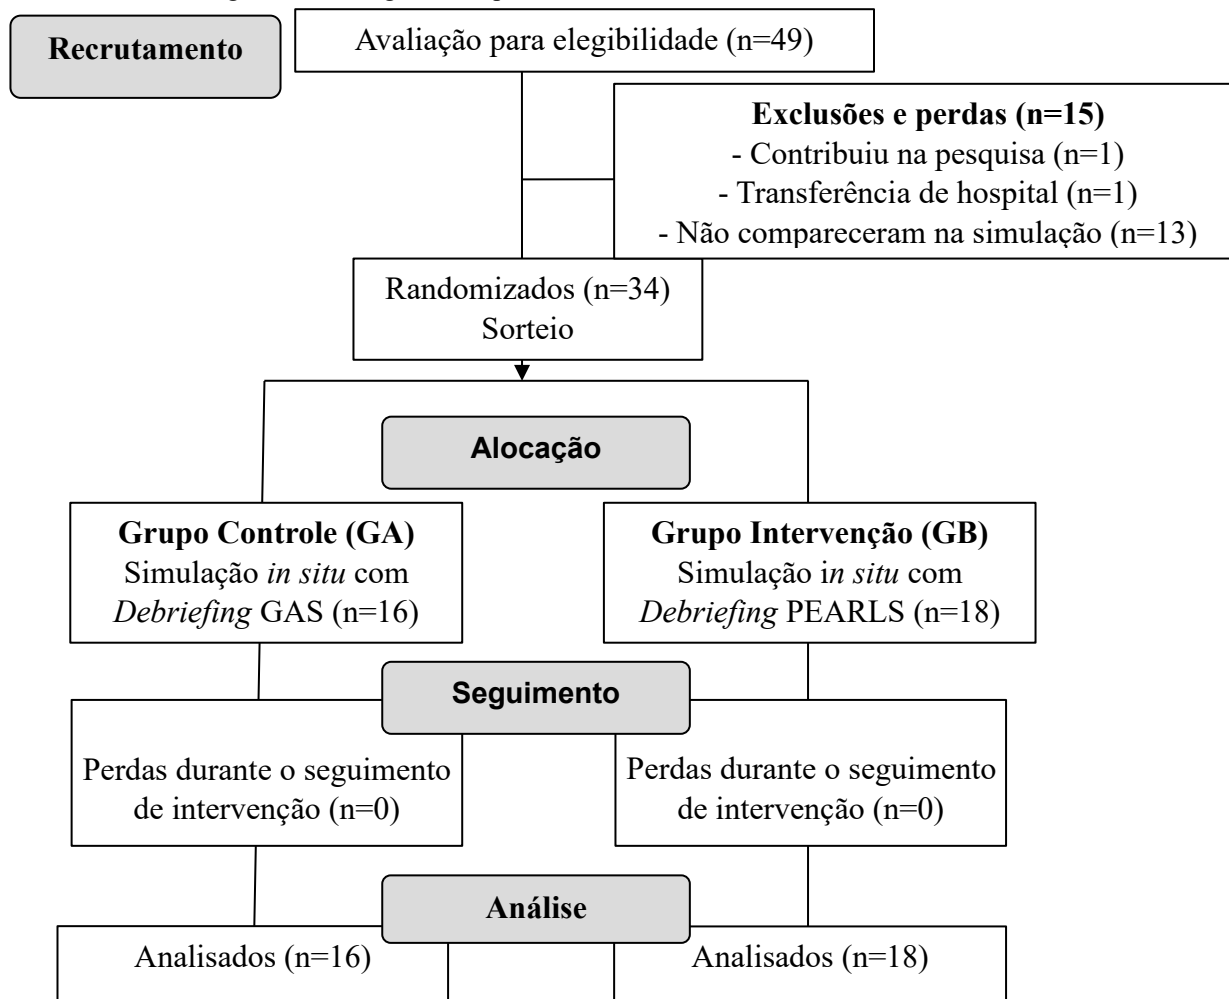 Recrutamento
Avaliação para elegibilidade (n=49)
Exclusões e perdas (n=15)
- Contribuiu na pesquisa (n=1)
- Transferência de hospital (n=1)
- Não compareceram na simulação (n=13)
Randomizados (n=34)
Sorteio
Alocação
Grupo Controle (GA)
Simulação in situ com
Debriefing GAS (n=16)
Grupo Intervenção (GB)
Simulação in situ com
Debriefing PEARLS (n=18)
Seguimento
Perdas durante o seguimento
de intervenção (n=0)
Perdas durante o seguimento
de intervenção (n=0)
Análise
Analisados (n=16)
Analisados (n=18)